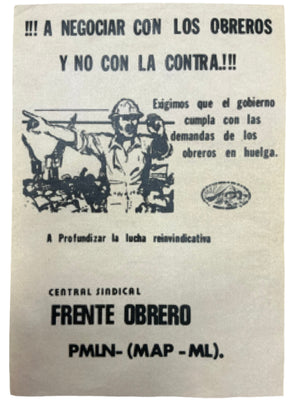 !!! A NEGOCIAR CON LOS OBREROS
Y NO CON LA CONTRA.!!!
Exigimos que el gobierno
cumpla con las
demandas de los
obreros en huelga.
A Profundizar la lucha reinvindicativa
CENTRAL SINDICAL
FRENTE OBRERO
PMLN- (MAP - ML).